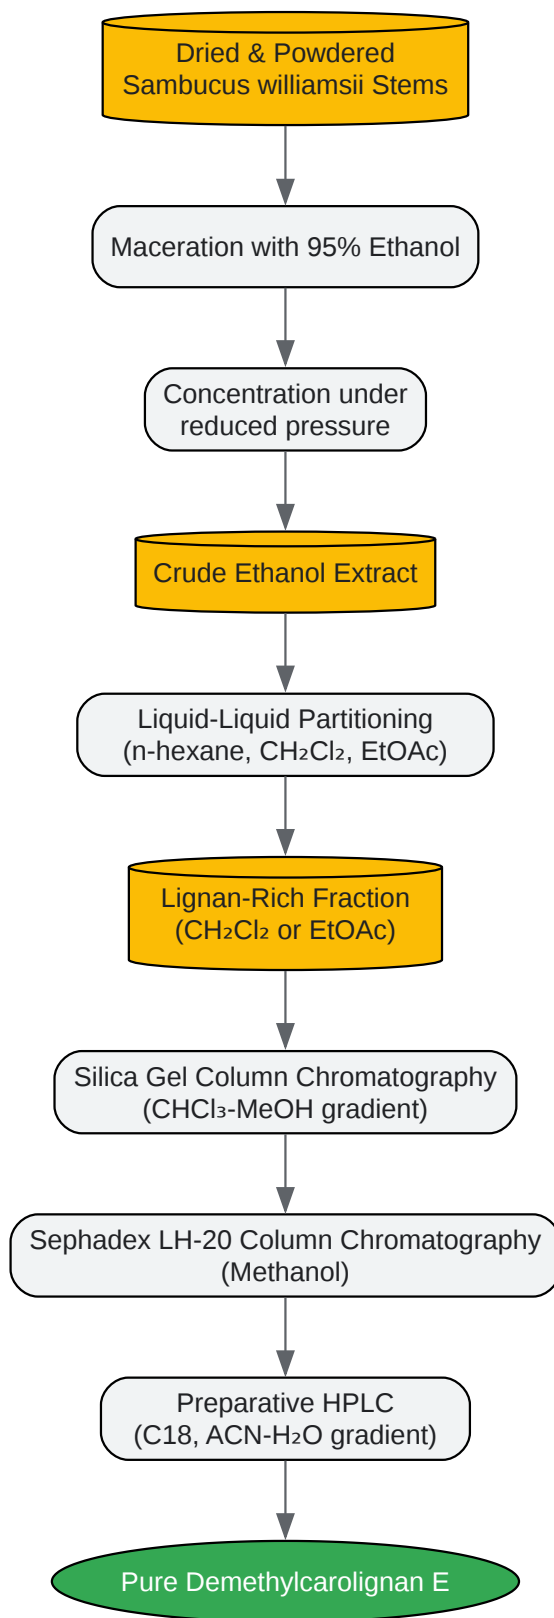 Dried & Powdered
Sambucus williamsii Stems
Maceration with 95% Ethanol
Concentration under
reduced pressure
Crude Ethanol Extract
Liquid-Liquid Partitioning
(n-hexane, CH₂Cl₂, EtOAc)
Lignan-Rich Fraction
(CH₂Cl₂ or EtOAc)
Silica Gel Column Chromatography
(CHCl₃-MeOH gradient)
Sephadex LH-20 Column Chromatography
(Methanol)
Preparative HPLC
(C18, ACN-H₂O gradient)
Pure Demethylcarolignan E